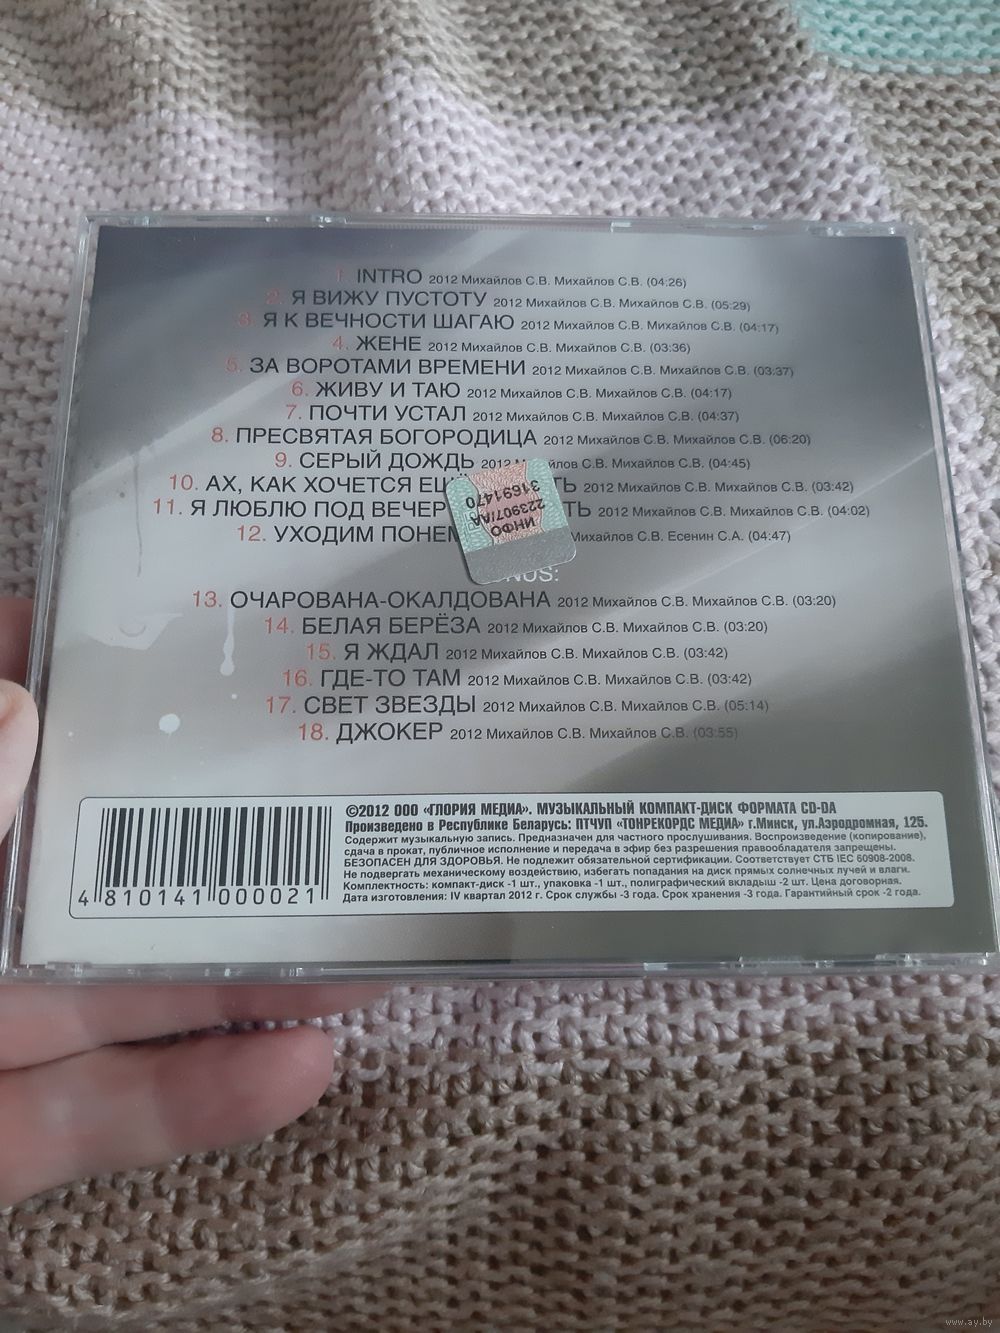 1. INTRO 2012 Михайлов С.В. Михайлов С.В. (04:26)
2. Я ВИЖУ ПУСТОТУ 2012 Михайлов С.В. Михайлов С.В. (05:29)
3. Я К ВЕЧНОСТИ ШАГАЮ 2012 Михайлов С.В. Михайлов С.В. (04:17)
4. ЖЕНЕ 2012 Михайлов С.В. Михайлов С.В. (03:36)
5. ЗА ВОРОТАМИ ВРЕМЕНИ 2012 Михайлов С.В. Михайлов С.В. (03:37)
6. ЖИВУ И ТАЮ 2012 Михайлов С.В. Михайлов С.В. (04:17)
7. ПОЧТИ УСТАЛ 2012 Михайлов С.В. Михайлов С.В. (04:37)
8. ПРЕСВЯТАЯ БОГОРОДИЦА 2012 Михайлов С.В. Михайлов С.В. (06:20)
9. СЕРЫЙ ДОЖДЬ 2012 Михайлов С.В. Михайлов С.В. (04:45)
10. АХ, КАК ХОЧЕТСЯ 2012 Михайлов С.В. Михайлов С.В. (03:42)
11. Я ЛЮБЛЮ ПОД ВЕЧЕР 2012 Михайлов С.В. Михайлов С.В. (04:02)
12. УХОДИМ Михайлов С.В. Есенин С.А. (04:47)
ИНФО
223907/АА
31691470
13. ОЧАРОВАНА-ОКАЛДОВАНА 2012 Михайлов С.В. Михайлов С.В. (03:20)
14. БЕЛАЯ БЕРЁЗА 2012 Михайлов С.В. Михайлов С.В. (03:20)
15. Я ЖДАЛ 2012 Михайлов С.В. Михайлов С.В. (03:42)
16. ГДЕ-ТО ТАМ 2012 Михайлов С.В. Михайлов С.В. (03:42)
17. СВЕТ ЗВЕЗДЫ 2012 Михайлов С.В. Михайлов С.В. (05:14)
18. ДЖОКЕР 2012 Михайлов С.В. Михайлов С.В. (03:55)
©2012 ООО «ГЛОРИЯ МЕДИА». МУЗЫКАЛЬНЫЙ КОМПАКТ-ДИСК ФОРМАТА CD-DA
Произведено в Республике Беларусь: ПТЧУП «ТОНРЕКОРДС МЕДИА» г.Минск, ул.Аэродромная, 125.
Содержит музыкальную запись. Предназначен для частного прослушивания. Воспроизведение (копирование),
сдача в прокат, публичное исполнение и передача в эфир без разрешения правообладателя запрещены.
БЕЗОПАСЕН ДЛЯ ЗДОРОВЬЯ. Не подлежит обязательной сертификации. Соответствует СТБ IEC 60908-2008.
Не подвергать механическому воздействию, избегать попадания на диск прямых солнечных лучей и влаги.
Комплектность: компакт-диск -1 шт., упаковка -1 шт., полиграфический вкладыш -2 шт. Цена договорная.
Дата изготовления: IV квартал 2012 г. Срок службы -3 года. Срок хранения -3 года. Гарантийный срок -2 года.
4 810141 000021
www.ay.by